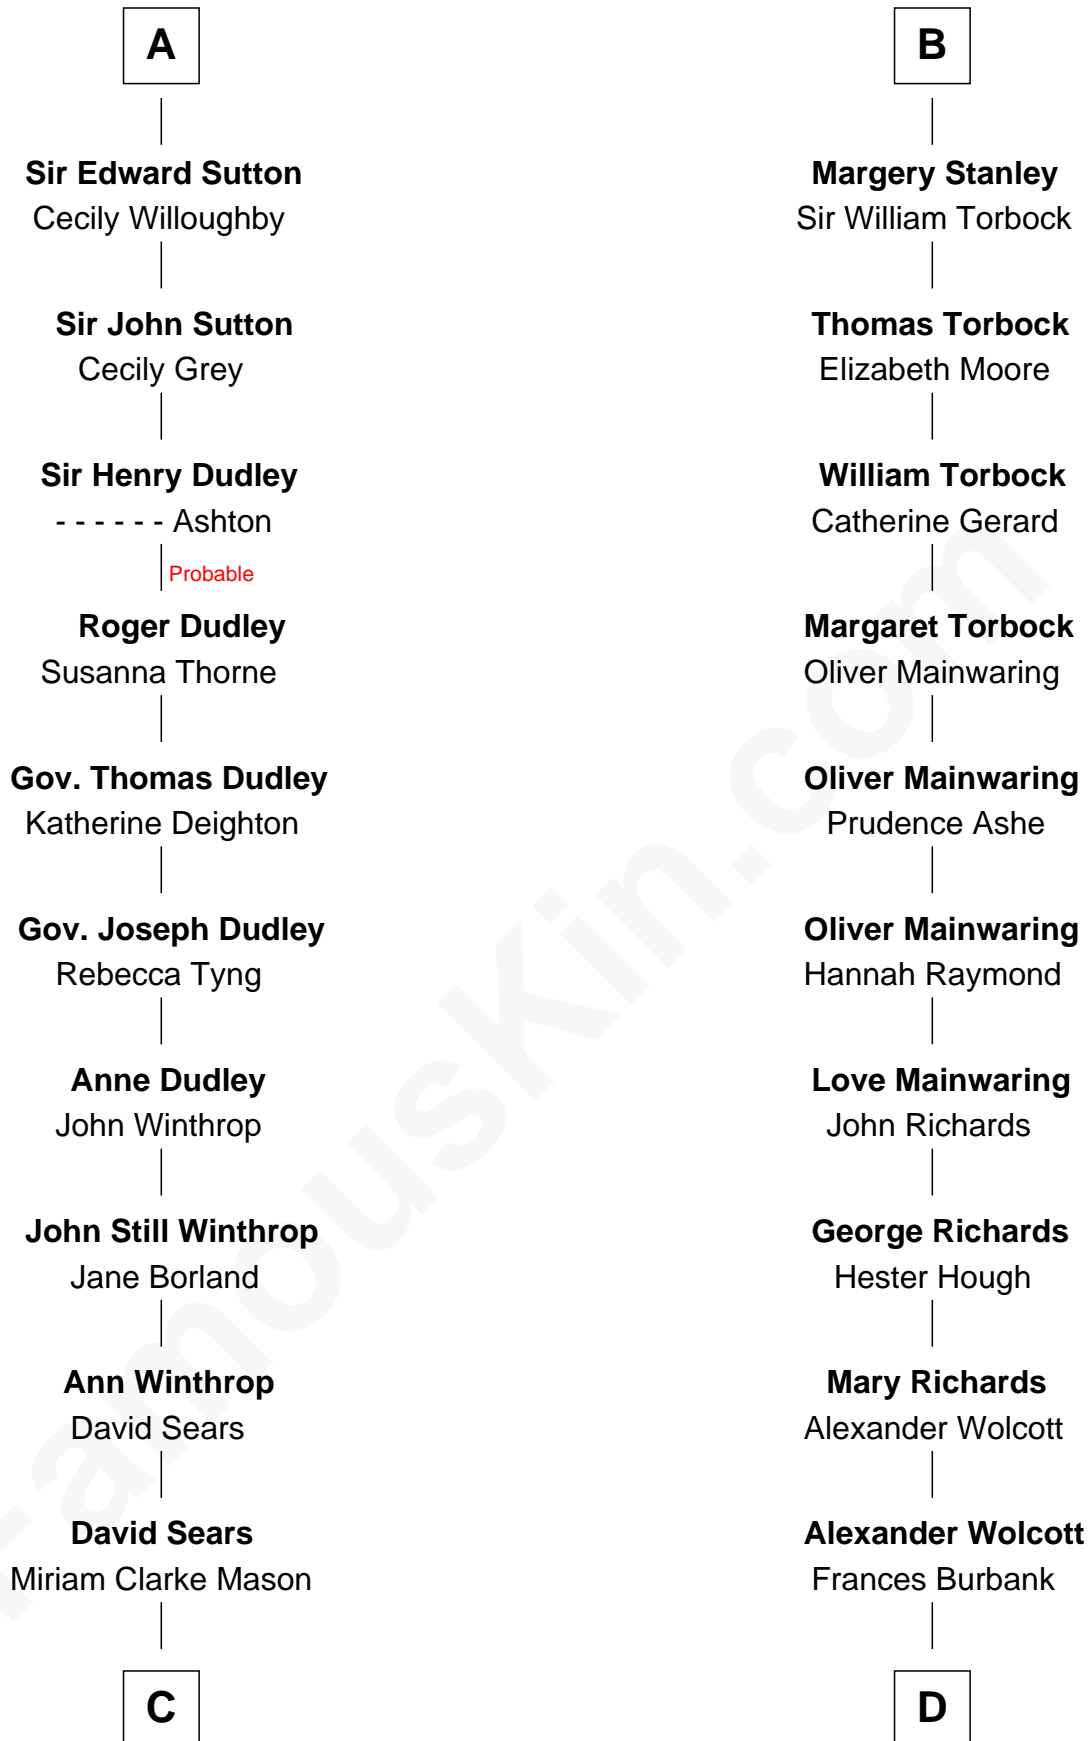 A
Sir Edward Sutton
Cecily Willoughby
Sir John Sutton
Cecily Grey
Sir Henry Dudley
- - - - - - Ashton
Probable
Roger Dudley
Susanna Thorne
Gov. Thomas Dudley
Katherine Deighton
Gov. Joseph Dudley
Rebecca Tyng
Anne Dudley
John Winthrop
John Still Winthrop
Jane Borland
Ann Winthrop
David Sears
David Sears
Miriam Clarke Mason
C
B
Margery Stanley
Sir William Torbock
Thomas Torbock
Elizabeth Moore
William Torbock
Catherine Gerard
Margaret Torbock
Oliver Mainwaring
Oliver Mainwaring
Prudence Ashe
Oliver Mainwaring
Hannah Raymond
Love Mainwaring
John Richards
George Richards
Hester Hough
Mary Richards
Alexander Wolcott
Alexander Wolcott
Frances Burbank
D
FamousKin.com